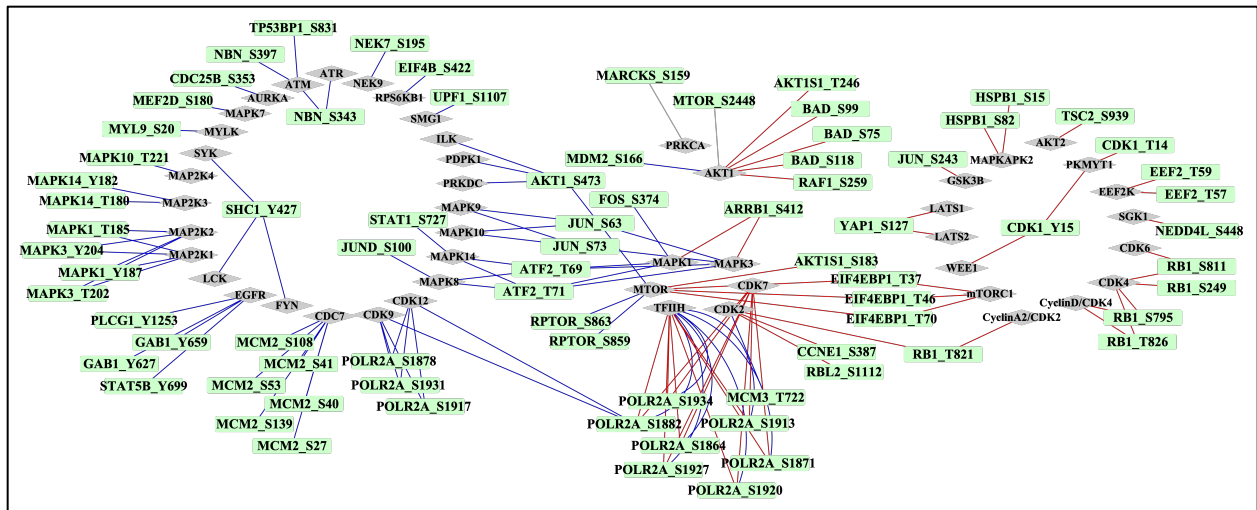 TP53BP1_S831
NBN_S397
NEK7_S195
ATR
CDC25B_S353
ATM
NEK9
EIF4B_S422
MARCKS_S159
AKT1S1_T246
HSPB1_S15
AURKA
RPS6KB1
MEF2D_S180
MAPK7
NBN_S343
UPF1_S1107
MTOR_S2448
BAD_S99
HSPB1_S82
TSC2_S939
SMG1
MYL9_S20
MYLK
ILK
PRKCA
BAD_S75
AKT2
CDK1_T14
SYK
PDPK1
MDM2_S166
BAD_S118
JUN_S243
MAPKAPK2
PKMYT1
MAPK10_T221
MAP2K4
PRKDC
AKT1_S473
AKT1
RAF1_S259
GSK3B
EEF2_T59
MAPK14_Y182
EEF2K
EEF2_T57
MAPK14_T180
MAP2K3
FOS_S374
SHC1_Y427
MAPK9
ARRB1_S412
LATS1
SGK1
STAT1_S727
JUN_S63
YAP1_S127
CDK1_Y15
NEDD4L_S448
MAPK1_T185
MAP2K2
MAPK10
LATS2
JUND_S100
JUN_S73
CDK6
MAPK3_Y204
MAP2K1
MAPK14
MAPK1
MAPK3
AKT1S1_S183
WEE1
RB1_S811
MAPK1_Y187
LCK
ATF2_T69
MAPK8
EIF4EBP1_T37
CDK4
RB1_S249
MAPK3_T202
EGFR
ATF2_T71
MTOR
CDK7
mTORC1
FYN
CDK12
EIF4EBP1_T46
CyclinD/CDK4
PLCG1_Y1253
CDC7
CDK9
TFIIH
CDK2
EIF4EBP1_T70
CyclinA2/CDK2
RB1_S795
RPTOR_S863
GAB1_Y659
MCM2_S108
RPTOR_S859
CCNE1_S387
RB1_T821
RB1_T826
GAB1_Y627
MCM2_S41
POLR2A_S1878
RBL2_S1112
STAT5B_Y699
MCM2_S53
POLR2A_S1931
MCM2_S40
POLR2A_S1917
POLR2A_S1934
MCM3_T722
MCM2_S139
POLR2A_S1882
POLR2A_S1913
MCM2_S27
POLR2A_S1864
POLR2A_S1927
POLR2A_S1871
POLR2A_S1920